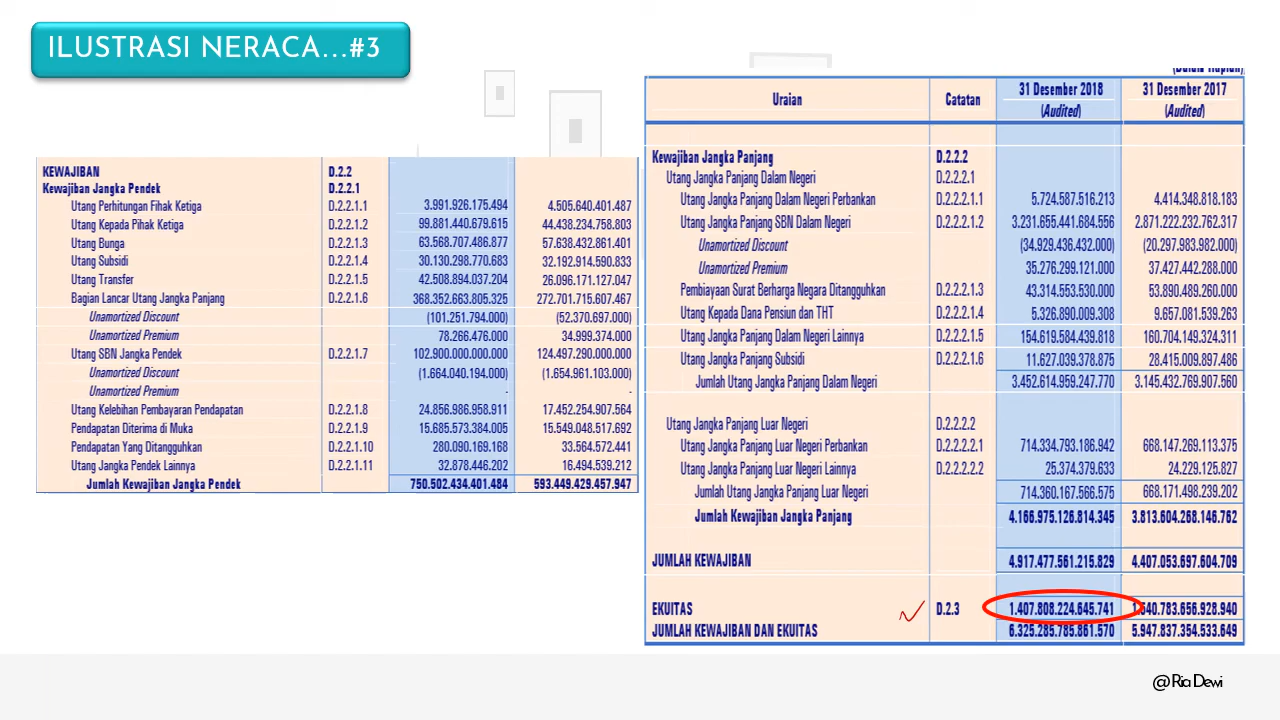 ILUSTRASI NERACA...#3
KEWAJIBAN D.2.2
Kewajiban Jangka Pendek D.2.2.1
Utang Perhitungan Fihak Ketiga D.2.2.1.1 3.991.926.175.494 4.505.640.401.487
Utang Kepada Pihak Ketiga D.2.2.1.2 99.881.440.679.615 44.438.234.758.803
Utang Bunga D.2.2.1.3 63.568.707.486.877 57.638.432.861.401
Utang Subsidi D.2.2.1.4 30.130.298.770.683 32.192.914.590.833
Utang Transfer D.2.2.1.5 42.508.894.037.204 26.096.171.127.047
Bagian Lancar Utang Jangka Panjang D.2.2.1.6 368.352.663.805.325 272.701.715.607.467
Unamortized Discount (101.251.794.000) (52.370.697.000)
Unamortized Premium 78.266.476.000 34.999.374.000
Utang SBN Jangka Pendek D.2.2.1.7 102.900.000.000.000 124.497.290.000.000
Unamortized Discount (1.664.040.194.000) (1.654.961.103.000)
Unamortized Premium - -
Utang Kelebihan Pembayaran Pendapatan D.2.2.1.8 24.856.986.958.911 17.452.254.907.564
Pendapatan Diterima di Muka D.2.2.1.9 15.685.573.384.005 15.549.048.517.692
Pendapatan Yang Ditangguhkan D.2.2.1.10 280.090.169.168 33.564.572.441
Utang Jangka Pendek Lainnya D.2.2.1.11 32.878.446.202 16.494.539.212
Jumlah Kewajiban Jangka Pendek 750.502.434.401.484 593.449.429.457.947
(Dalam Rupiah)
Uraian Catatan 31 Desember 2018 31 Desember 2017
(Audited) (Audited)
Kewajiban Jangka Panjang D.2.2.2
Utang Jangka Panjang Dalam Negeri D.2.2.2.1
Utang Jangka Panjang Dalam Negeri Perbankan D.2.2.2.1.1 5.724.587.516.213 4.414.348.818.183
Utang Jangka Panjang SBN Dalam Negeri D.2.2.2.1.2 3.231.655.441.684.556 2.871.222.232.762.317
Unamortized Discount (34.929.436.432.000) (20.297.983.982.000)
Unamortized Premium 35.276.299.121.000 37.427.442.288.000
Pembiayaan Surat Berharga Negara Ditangguhkan D.2.2.2.1.3 43.314.553.530.000 53.890.489.260.000
Utang Kepada Dana Pensiun dan THT D.2.2.2.1.4 5.326.890.009.308 9.657.081.539.263
Utang Jangka Panjang Dalam Negeri Lainnya D.2.2.2.1.5 154.619.584.439.818 160.704.149.324.311
Utang Jangka Panjang Subsidi D.2.2.2.1.6 11.627.039.378.875 28.415.009.897.486
Jumlah Utang Jangka Panjang Dalam Negeri 3.452.614.959.247.770 3.145.432.769.907.560
Utang Jangka Panjang Luar Negeri D.2.2.2.2
Utang Jangka Panjang Luar Negeri Perbankan D.2.2.2.2.1 714.334.793.186.942 668.147.269.113.375
Utang Jangka Panjang Luar Negeri Lainnya D.2.2.2.2.2 25.374.379.633 24.229.125.827
Jumlah Utang Jangka Panjang Luar Negeri 714.360.167.566.575 668.171.498.239.202
Jumlah Kewajiban Jangka Panjang 4.166.975.126.814.345 3.813.604.268.146.762
JUMLAH KEWAJIBAN 4.917.477.561.215.829 4.407.053.697.604.709
EKUITAS D.2.3 1.407.808.224.645.741 1.540.783.656.928.940
JUMLAH KEWAJIBAN DAN EKUITAS 6.325.285.785.861.570 5.947.837.354.533.649
@Ria Dewi